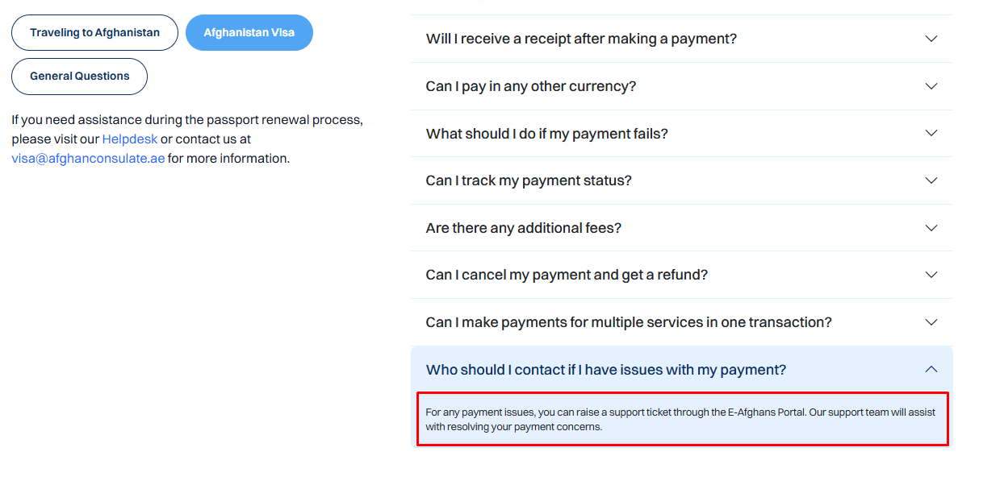 Traveling to Afghanistan
Afghanistan Visa
General Questions
If you need assistance during the passport renewal process,
please visit our Helpdesk or contact us at
visa@afghanconsulate.ae for more information.
Will I receive a receipt after making a payment?
Can I pay in any other currency?
What should I do if my payment fails?
Can I track my payment status?
Are there any additional fees?
Can I cancel my payment and get a refund?
Can I make payments for multiple services in one transaction?
Who should I contact if I have issues with my payment?
For any payment issues, you can raise a support ticket through the E-Afghans Portal. Our support team will assist
with resolving your payment concerns.